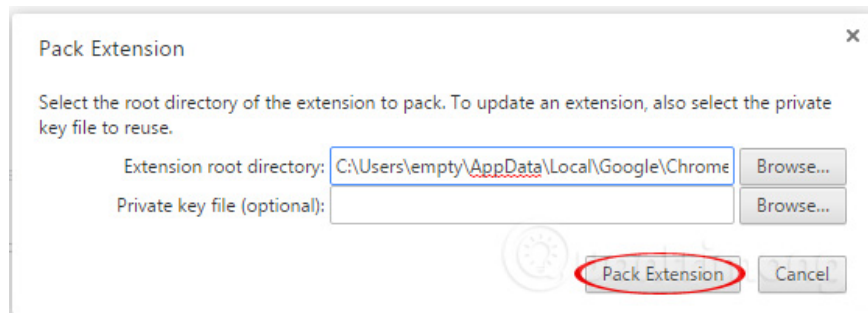 Pack Extension
Select the root directory of the extension to pack. To update an extension, also select the private
key file to reuse.
Extension root directory: C:\Users\empty\AppData\Local\Google\Chrome Browse...
Private key file (optional): Browse...
Pack Extension Cancel